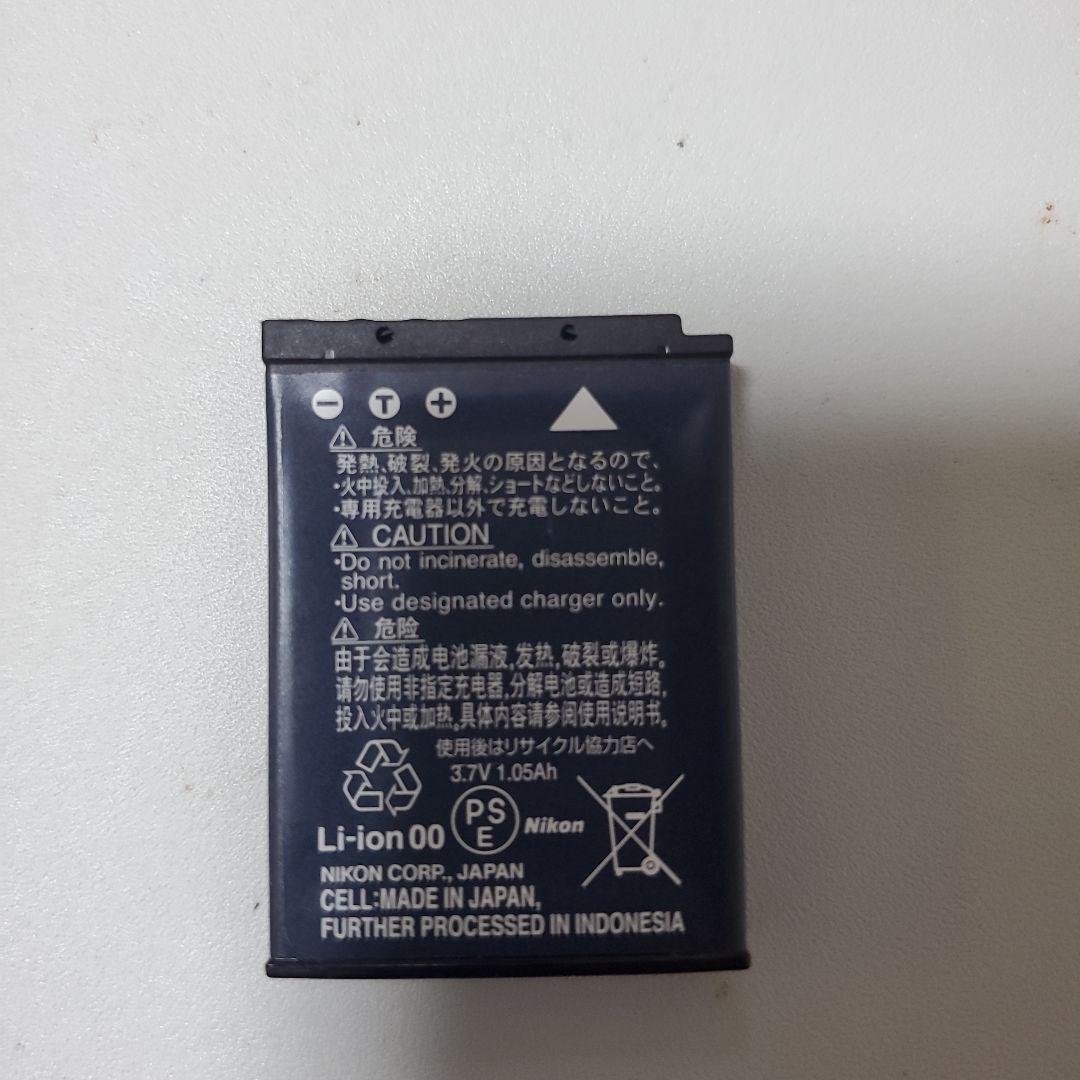 − T +
危険
発熱、破裂、発火の原因となるので、
・火中投入、加熱、分解、ショートなどしないこと。
・専用充電器以外で充電しないこと。
CAUTION
・Do not incinerate, disassemble,
short.
・Use designated charger only.
危险
由于会造成电池漏液,发热,破裂或爆炸。
请勿使用非指定充电器,分解电池或造成短路,
投入火中或加热。具体内容请参阅使用说明书。
使用後はリサイクル協力店へ
3.7V 1.05Ah
Li-ion 00
PS
E
Nikon
NIKON CORP., JAPAN
CELL:MADE IN JAPAN,
FURTHER PROCESSED IN INDONESIA